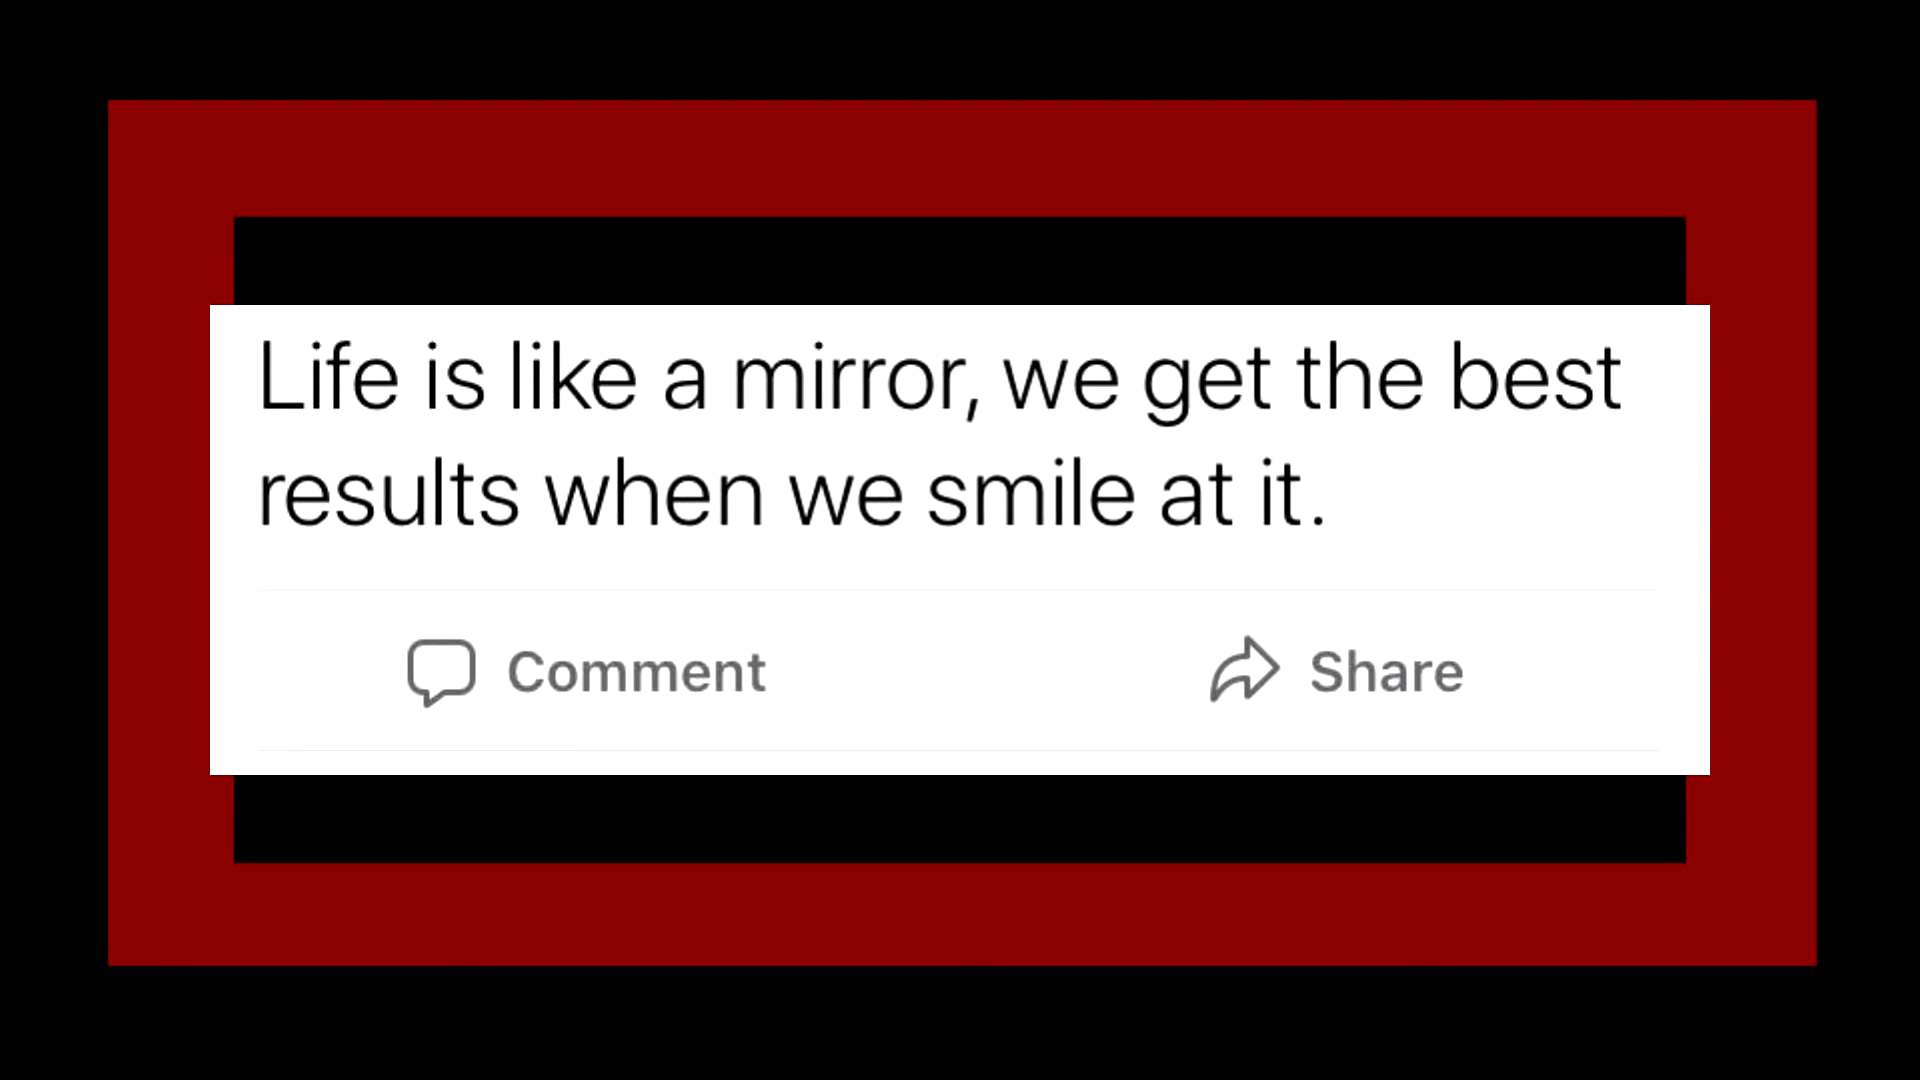 Life is like a mirror, we get the best
results when we smile at it.
Comment
Share